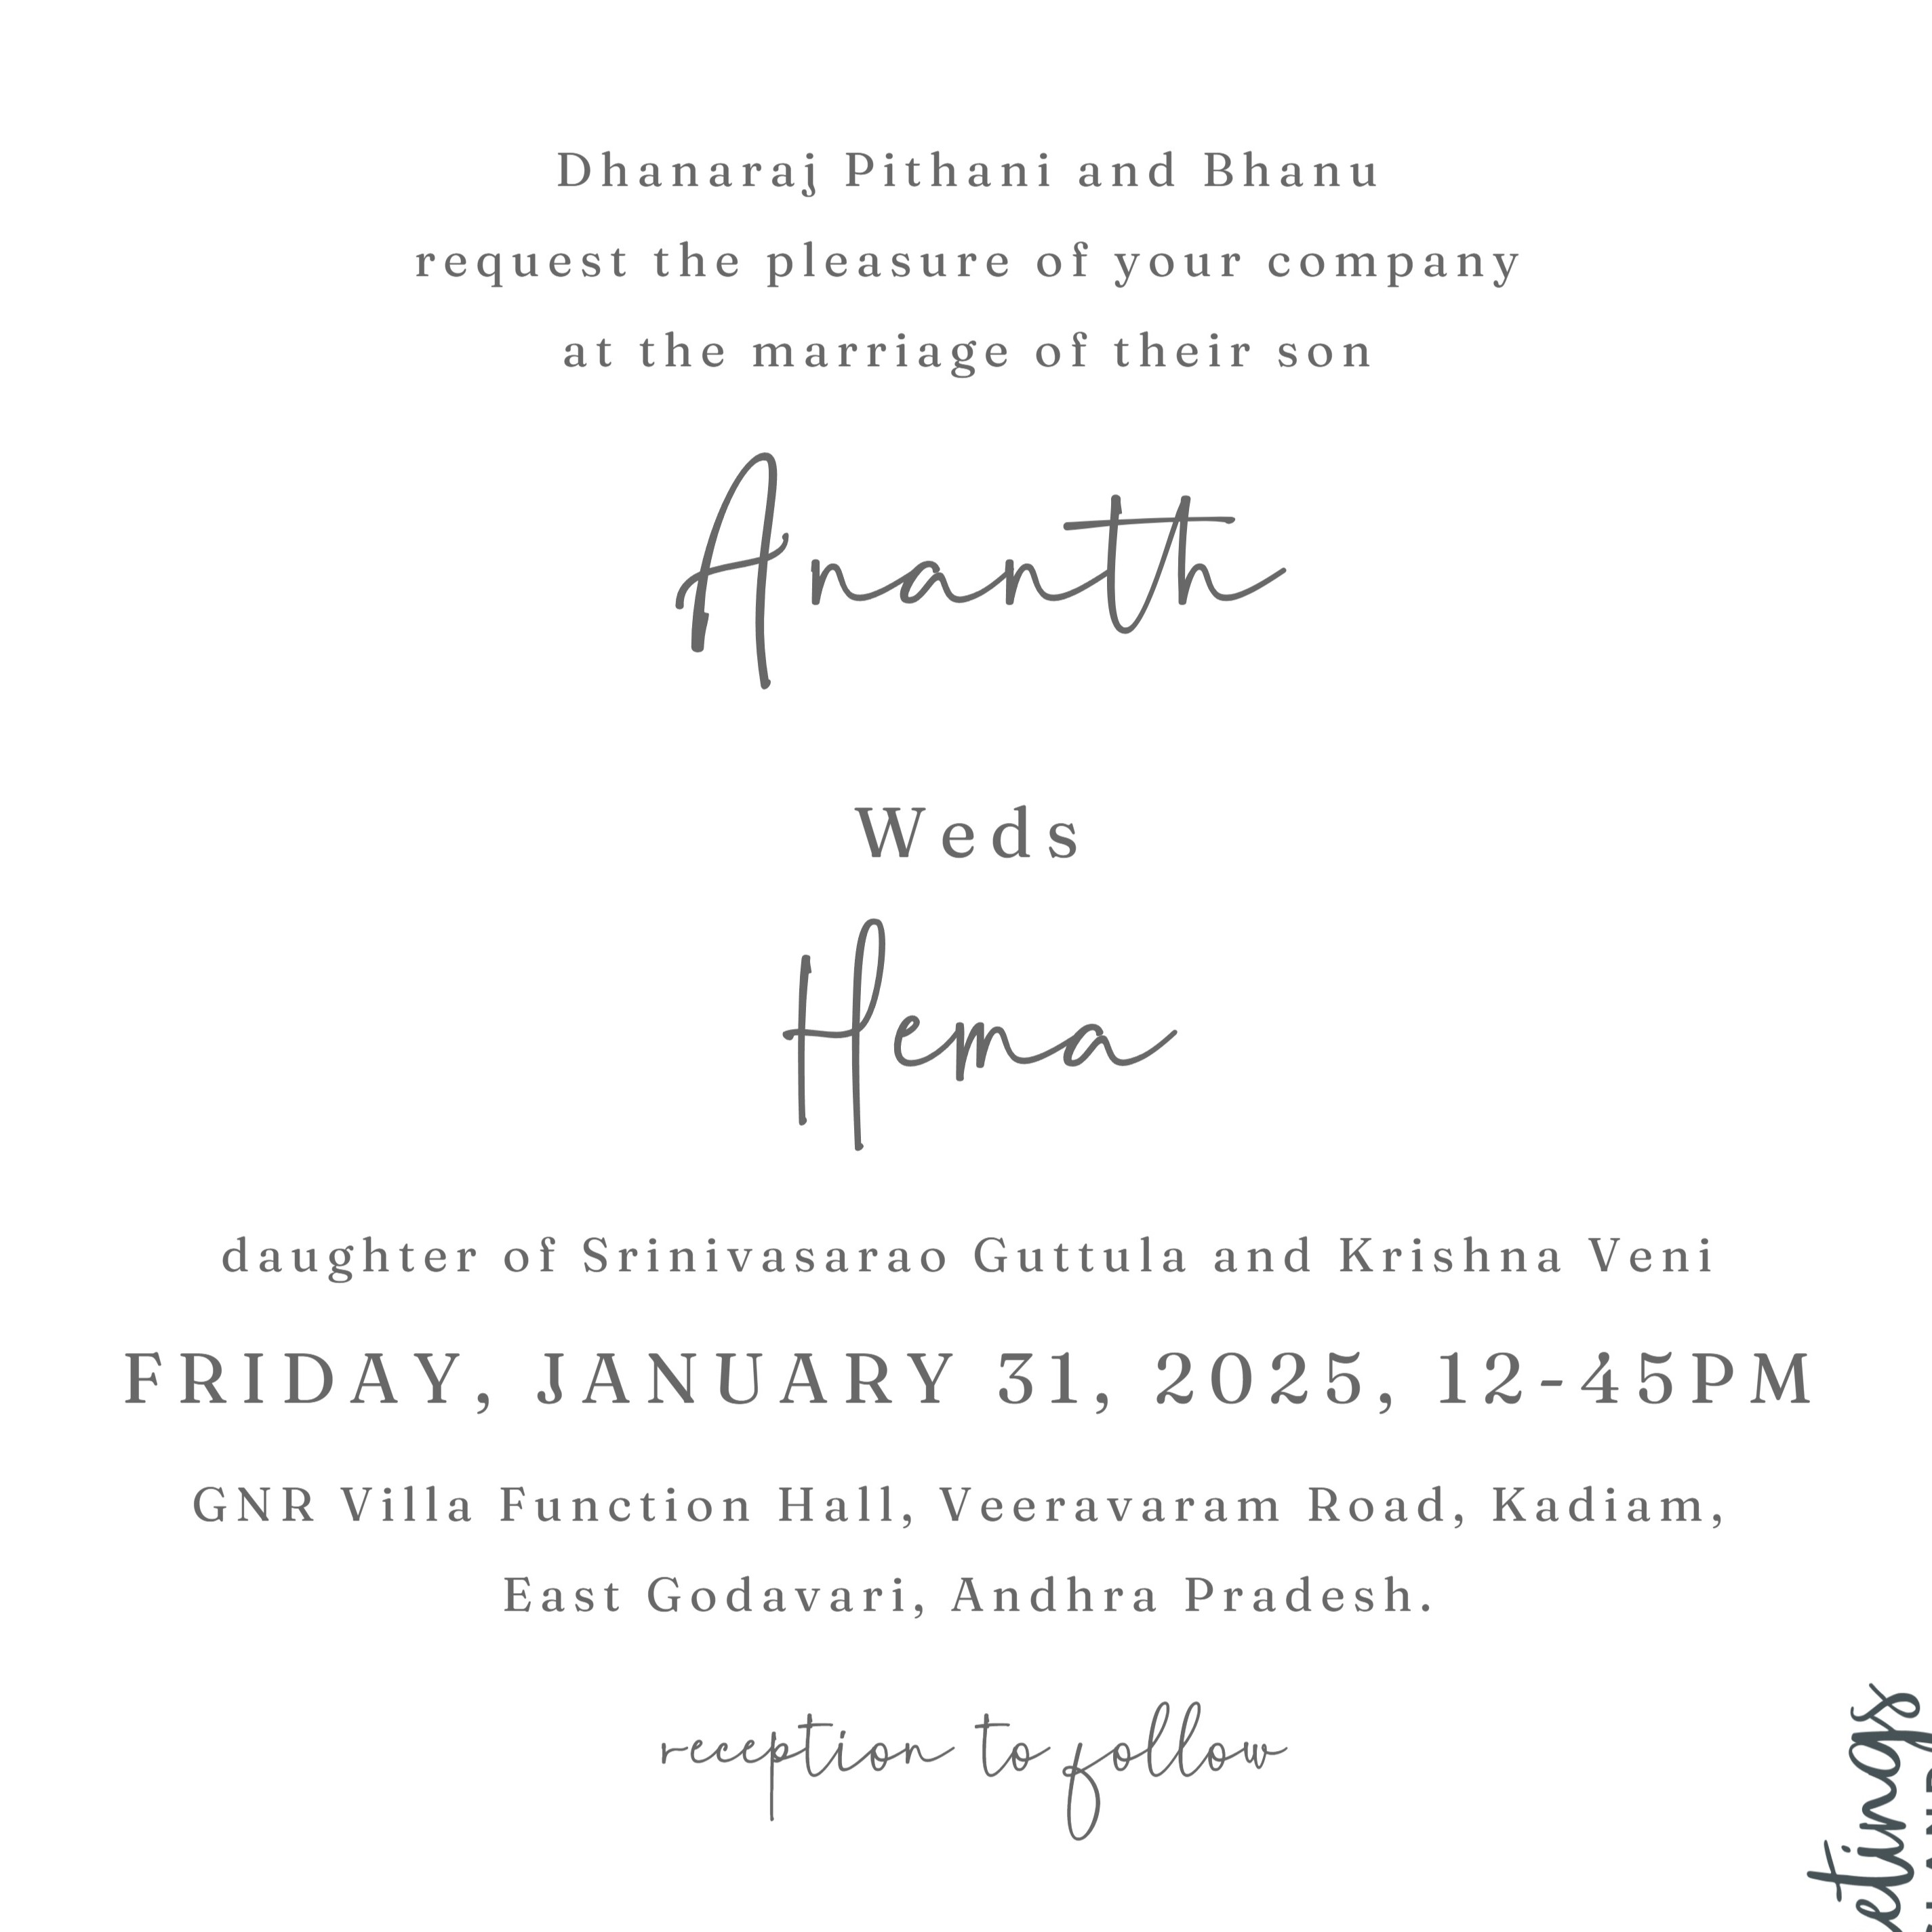 Dhanaraj Pithani and Bhanu
request the pleasure of your company
at the marriage of their son
Ananth
Weds
Hema
daughter of Srinivasarao Guttula and Krishna Veni
FRIDAY, JANUARY 31, 2025, 12-45PM
GNR Villa Function Hall, Veeravaram Road, Kadiam,
East Godavari, Andhra Pradesh.
reception to follow